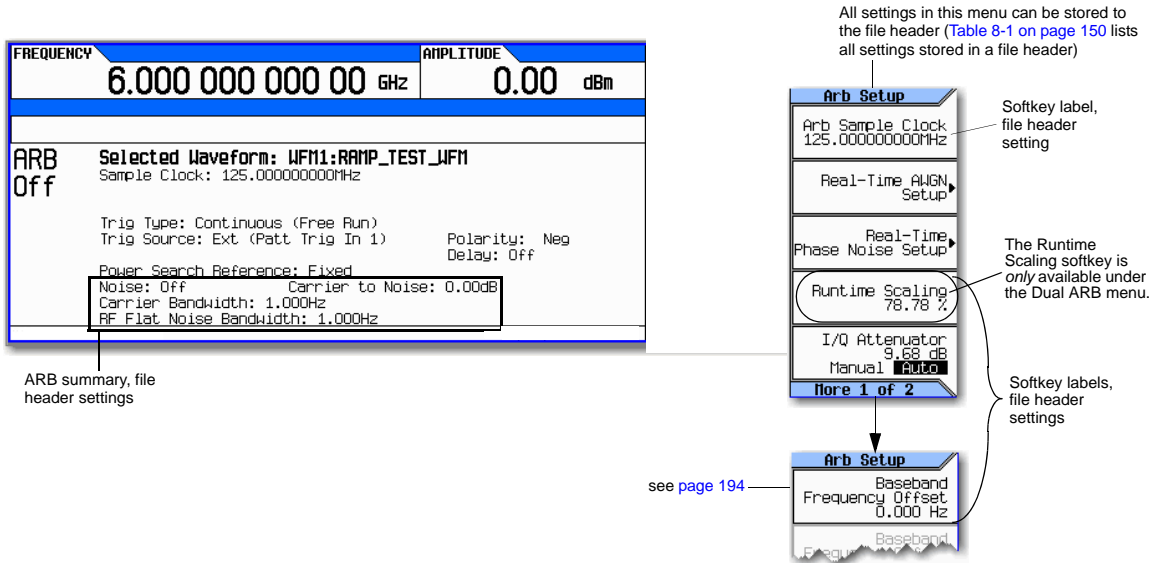 All settings in this menu can be stored to
the file header (Table 8-1 on page 150 lists
all settings stored in a file header)
FREQUENCY
AMPLITUDE
6.000 000 000 00 GHz
0.00 dBm
ARB
Off
Selected Waveform: WFM1:RAMP_TEST_WFM
Sample Clock: 125.000000000MHz
Trig Type: Continuous (Free Run)
Trig Source: Ext (Patt Trig In 1)
Polarity: Neg
Delay: Off
Power Search Reference: Fixed
Noise: Off
Carrier to Noise: 0.00dB
Carrier Bandwidth: 1.000Hz
RF Flat Noise Bandwidth: 1.000Hz
ARB summary, file
header settings
Arb Setup
Arb Sample Clock
125.000000000MHz
Real-Time AWGN
Setup
Real-Time
Phase Noise Setup
Runtime Scaling
78.78 %
I/Q Attenuator
9.68 dB
Manual Auto
More 1 of 2
Softkey label,
file header
setting
The Runtime
Scaling softkey is
only available under
the Dual ARB menu.
Softkey labels,
file header
settings
see page 194
Arb Setup
Baseband
Frequency Offset
0.000 Hz
Baseband